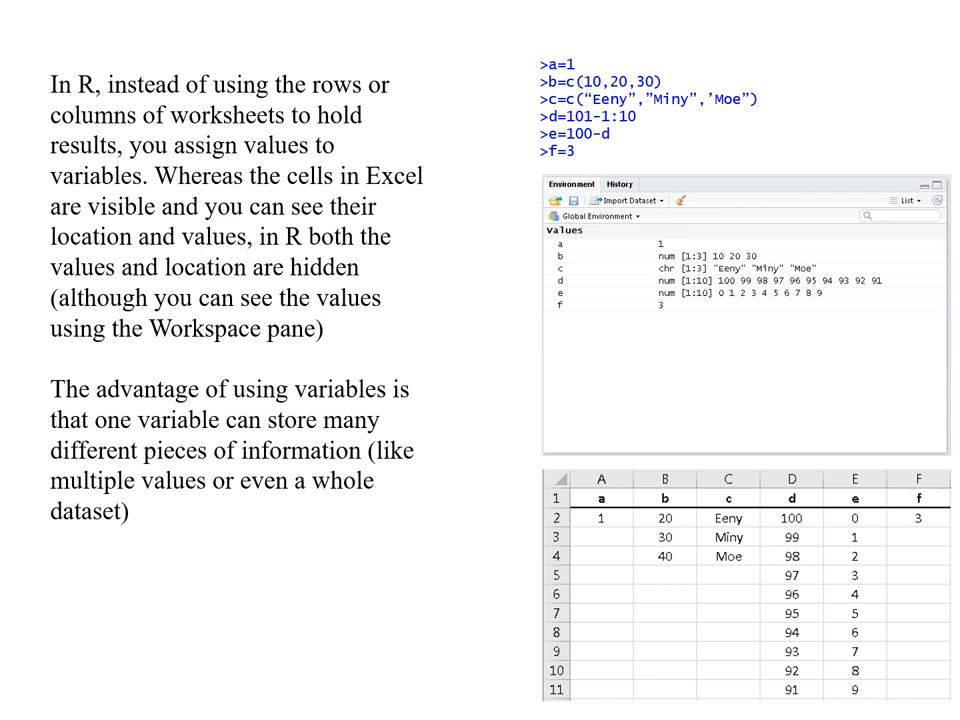 In R, instead of using the rows or
columns of worksheets to hold
results, you assign values to
variables. Whereas the cells in Excel
are visible and you can see their
location and values, in R both the
values and location are hidden
(although you can see the values
using the Workspace pane)
The advantage of using variables is
that one variable can store many
different pieces of information (like
multiple values or even a whole
dataset)
>a=1
>b=c(10,20,30)
>c=c(“Eeny”,”Miny”,’Moe”)
>d=101-1:10
>e=100-d
>f=3
Environment History
Import Dataset List
Global Environment
Values
a 1
b num [1:3] 10 20 30
c chr [1:3] "Eeny" "Miny" "Moe"
d num [1:10] 100 99 98 97 96 95 94 93 92 91
e num [1:10] 0 1 2 3 4 5 6 7 8 9
f 3
A B C D E F
1 a b c d e f
2 1 20 Eeny 100 0 3
3 30 Miny 99 1
4 40 Moe 98 2
5 97 3
6 96 4
7 95 5
8 94 6
9 93 7
10 92 8
11 91 9